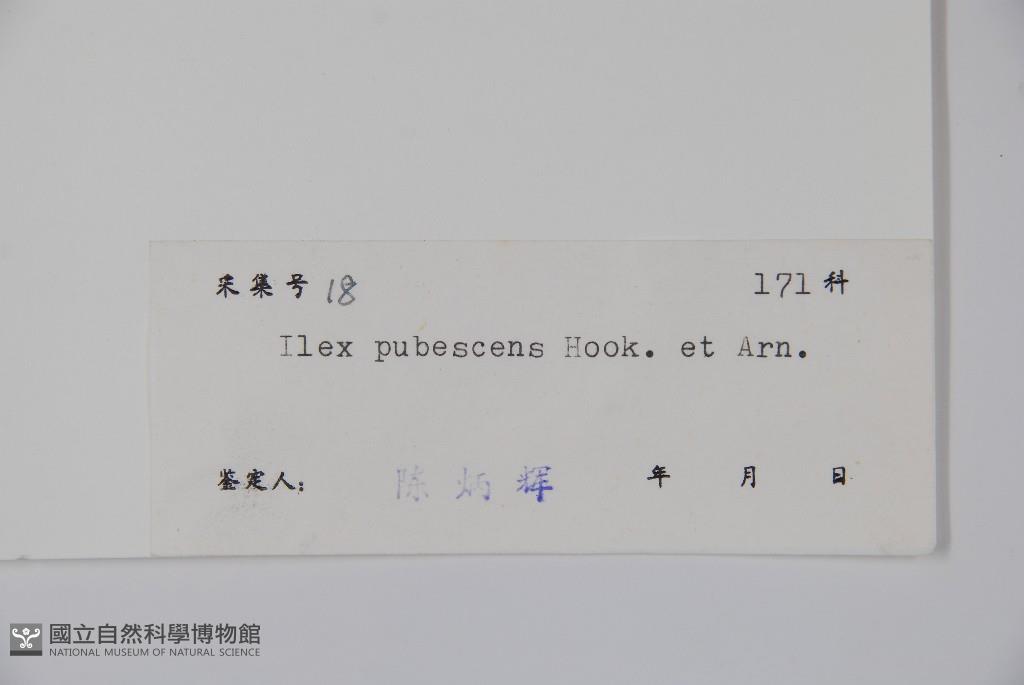 采集号 18 171 科
Ilex pubescens Hook. et Arn.
鉴定人: 陈炳辉 年 月 日
國立自然科學博物館
NATIONAL MUSEUM OF NATURAL SCIENCE